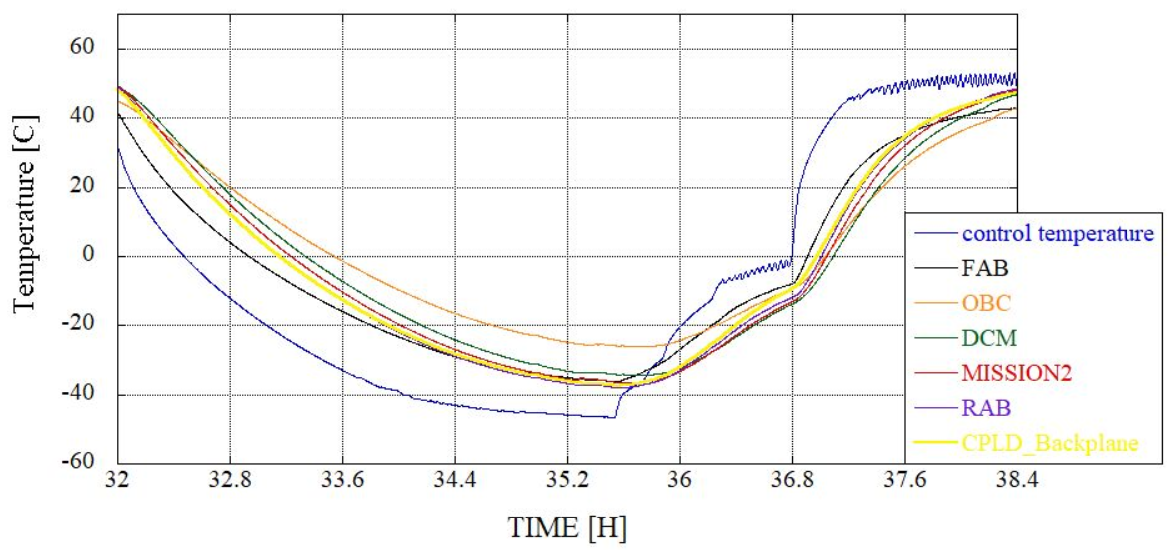 Temperature [C]
60
40
20
0
-20
-40
-60
32
32.8
33.6
34.4
35.2
36
36.8
37.6
38.4
TIME [H]
control temperature
FAB
OBC
DCM
MISSION2
RAB
CPLD_Backplane